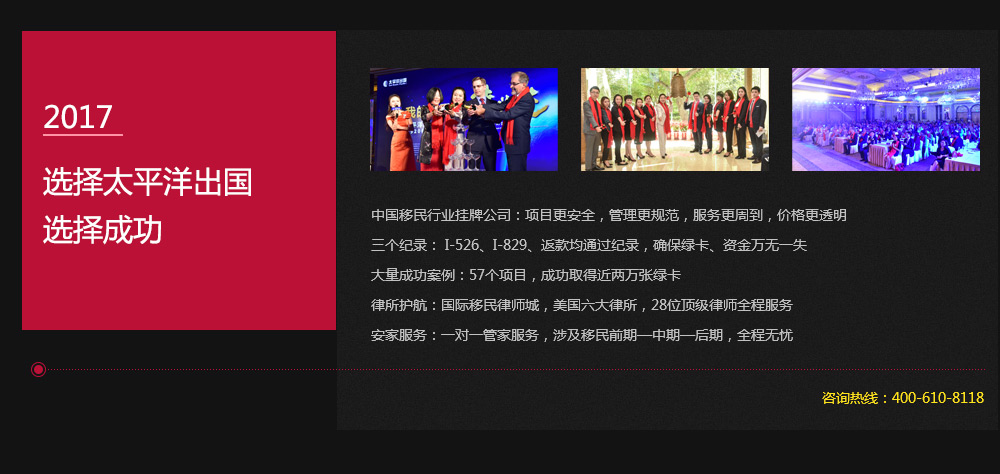 2017
选择太平洋出国
选择成功
太平洋出国
中国移民行业挂牌公司：项目更安全，管理更规范，服务更周到，价格更透明
三个纪录： I-526、I-829、返款均通过纪录，确保绿卡、资金万无一失
大量成功案例：57个项目，成功取得近两万张绿卡
律所护航：国际移民律师城，美国六大律所，28位顶级律师全程服务
安家服务：一对一管家服务，涉及移民前期—中期—后期，全程无忧
咨询热线：400-610-8118